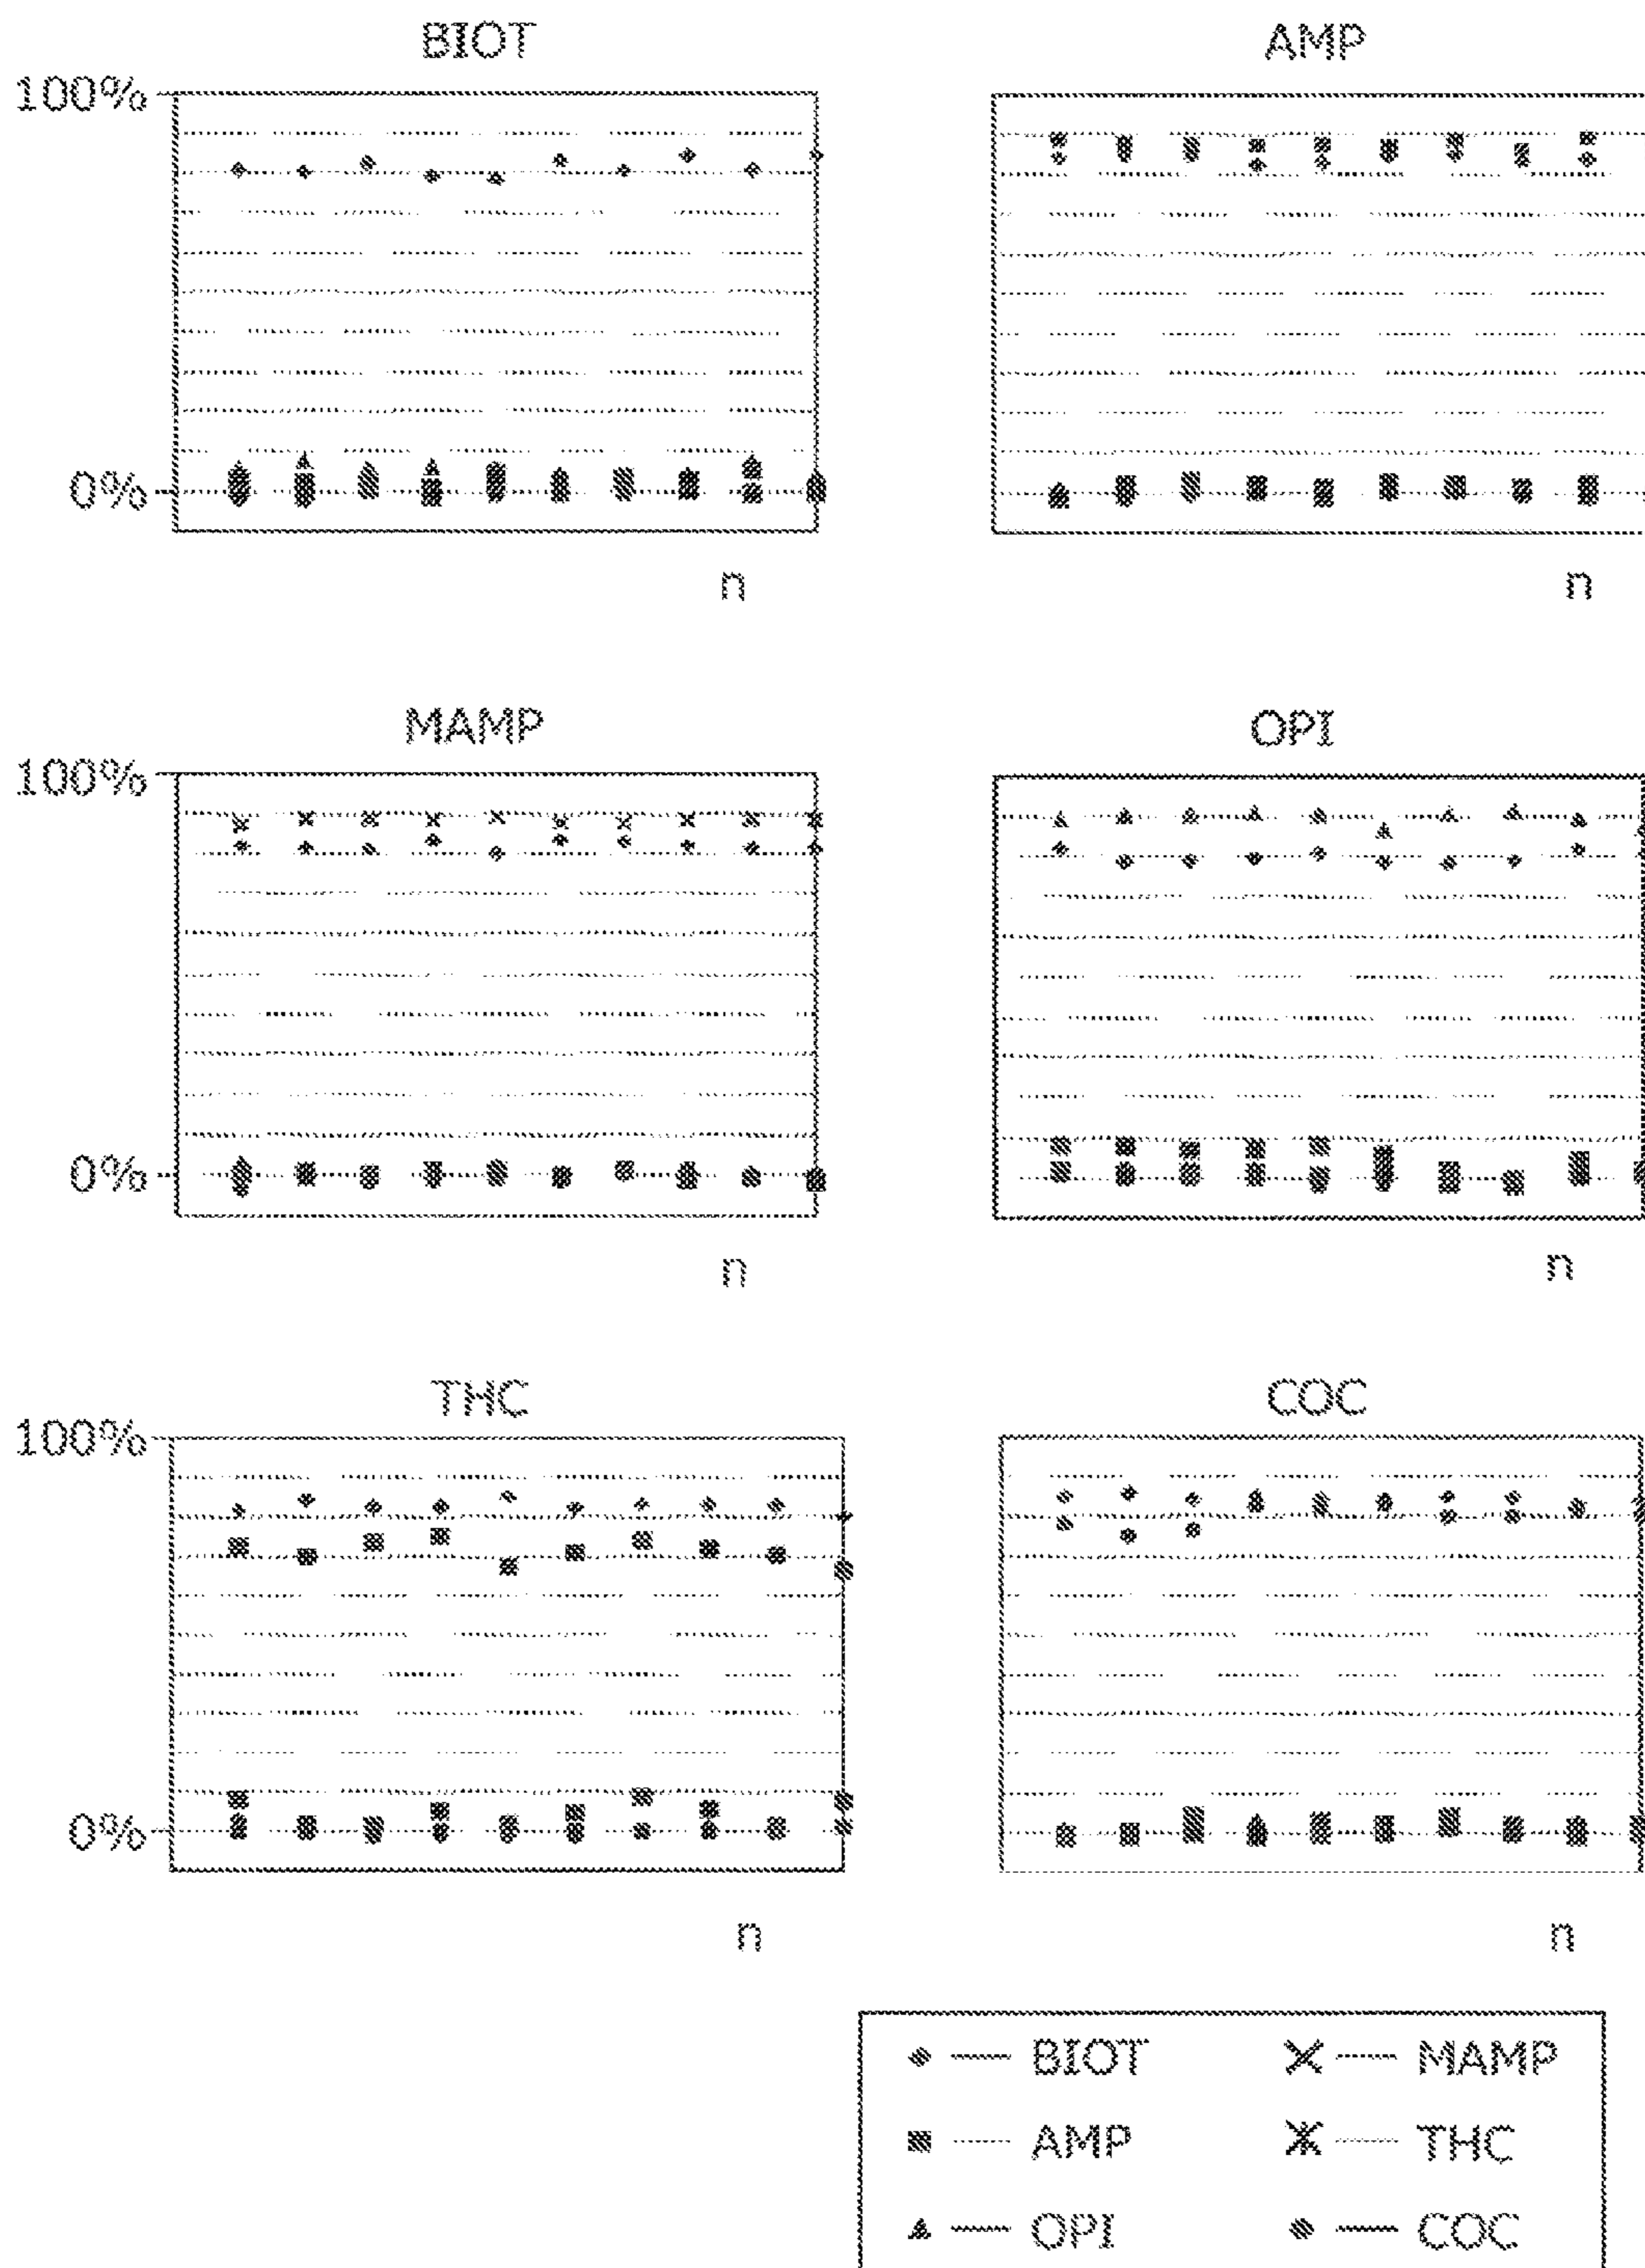 BIOT AMP
100%
0%
n n
MAMP OPI
100%
0%
n n
THC COC
100%
0%
n n
BIOT MAMP
AMP THC
OPI COC